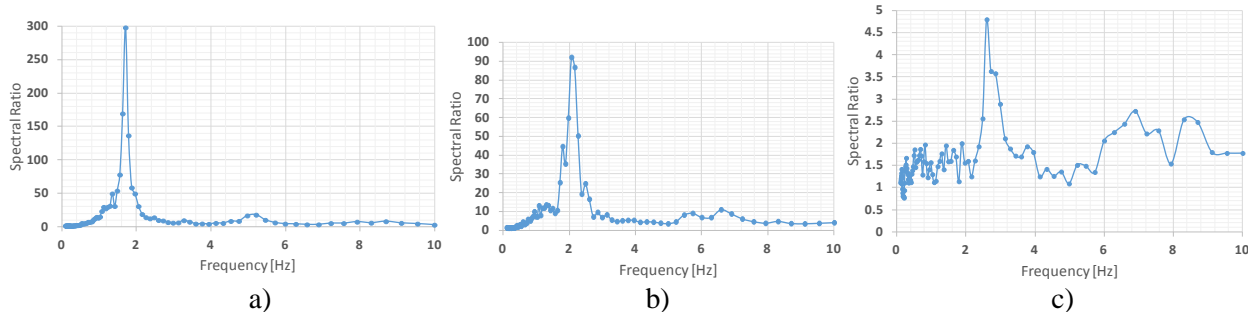 300
250
200
150
100
50
0
Spectral Ratio
0 2 4 6 8 10
Frequency [Hz]
a)
100
90
80
70
60
50
40
30
20
10
0
Spectral Ratio
0 2 4 6 8 10
Frequency [Hz]
b)
5
4.5
4
3.5
3
2.5
2
1.5
1
0.5
0
Spectral Ratio
0 2 4 6 8 10
Frequency [Hz]
c)